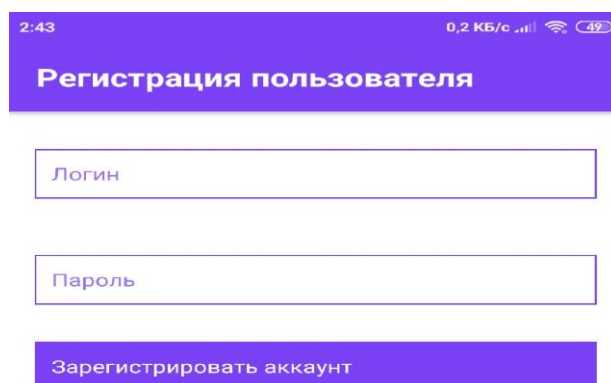 2:43 0,2 КБ/с 49
Регистрация пользователя
Логин
Пароль
Зарегистрировать аккаунт